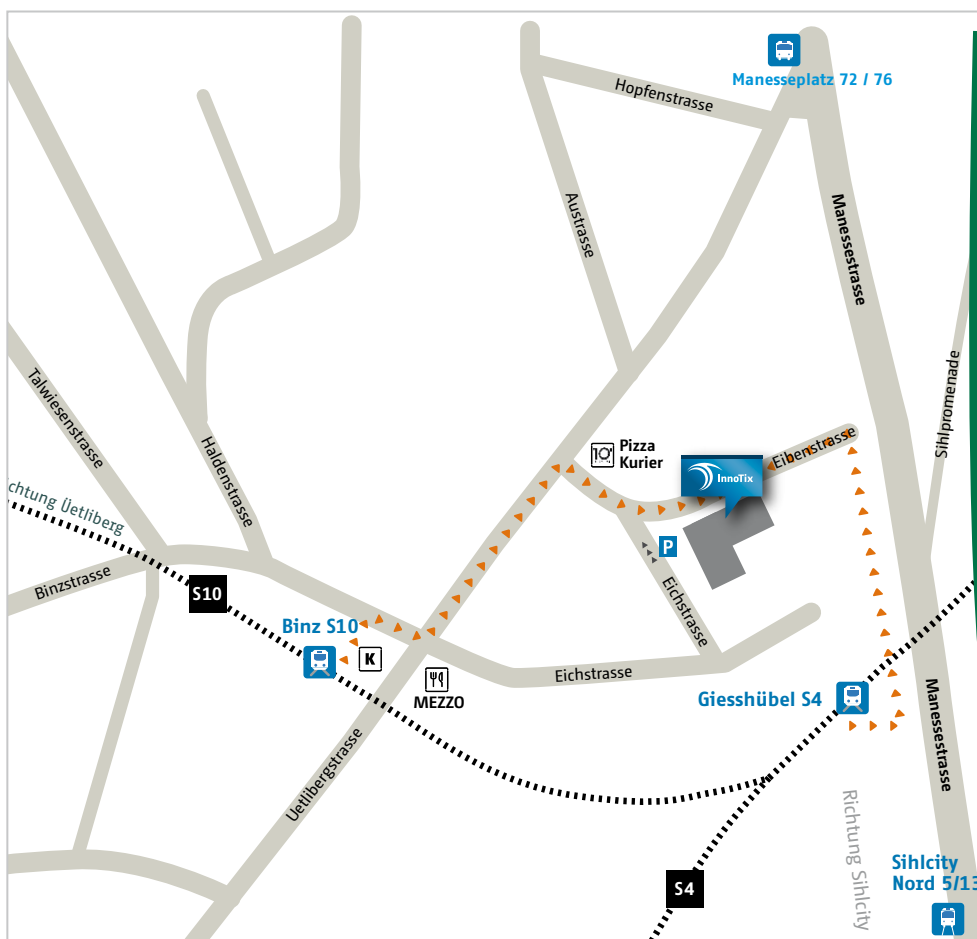 Manesseplatz 72 / 76
Hopfenstrasse
Austrasse
Manessestrasse
Sihlpromenade
Talwiesenstrasse
Haldenstrasse
Pizza
Kurier
Eibenstrasse
InnoTix
chtung Üetliberg
P
Binzstrasse
S10
Binz S10
K
Eichstrasse
MEZZO
Eichstrasse
Giesshübel S4
Manessestrasse
Uetlibergstrasse
Richtung Sihlcity
S4
Sihlcity
Nord 5/13